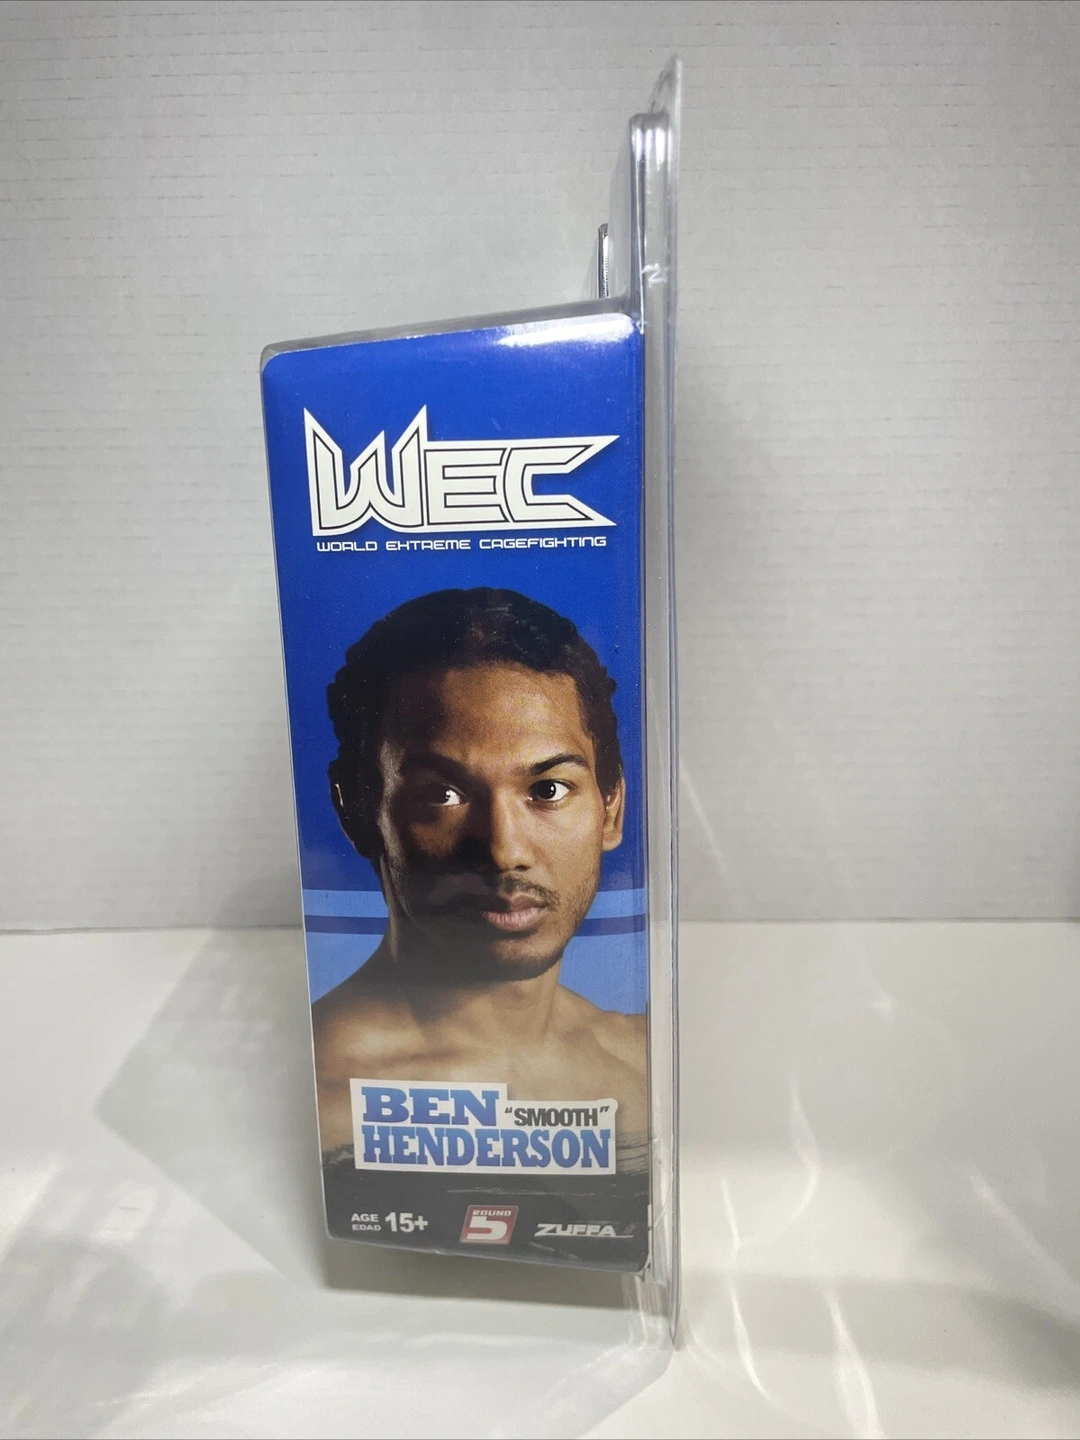 WEC
WORLD EXTREME CAGEFIGHTING
BEN "SMOOTH"
HENDERSON
AGE 15+
EDAD
ROUND 5
ZUFFA